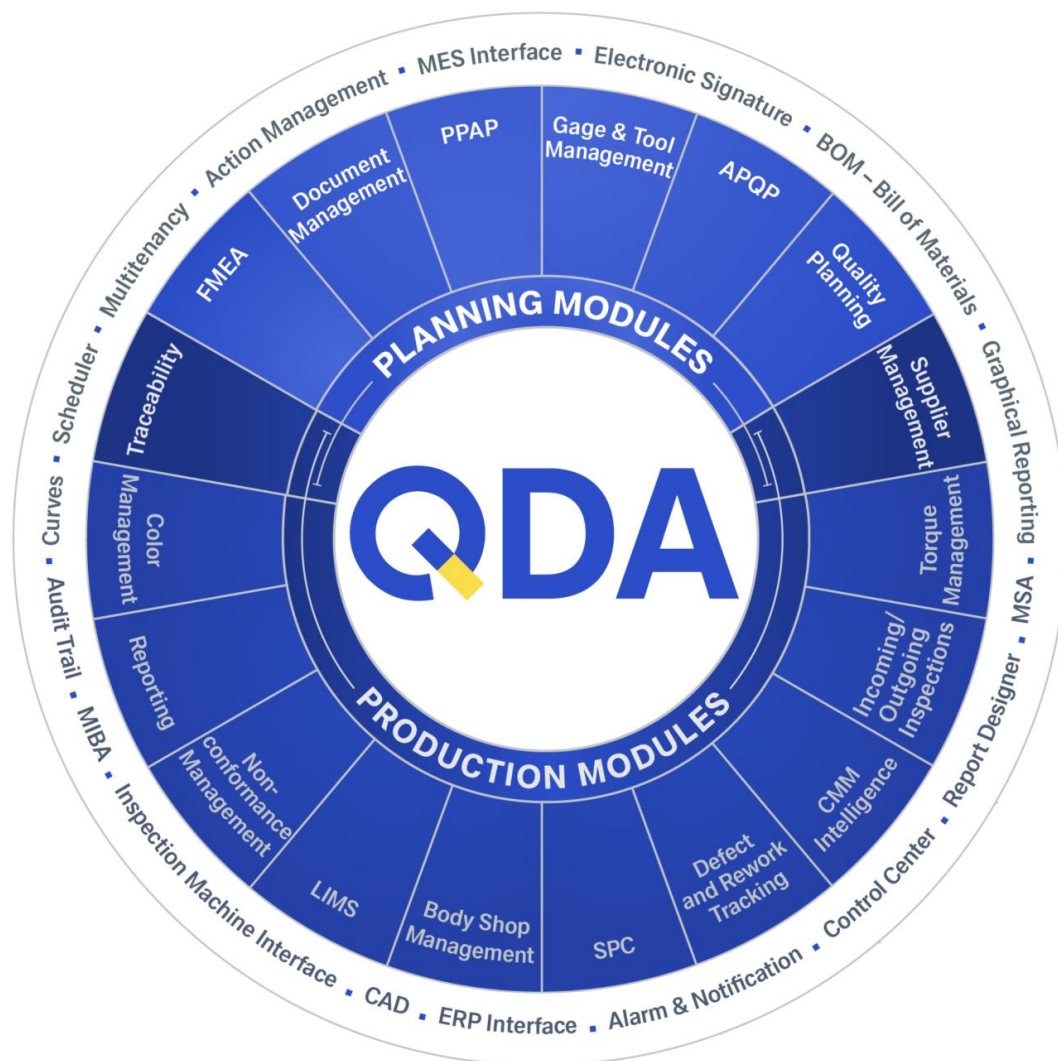 MES Interface
Electronic Signature
BOM – Bill of Materials
Graphical Reporting
MSA
Report Designer
Control Center
Alarm & Notification
ERP Interface
CAD
Inspection Machine Interface
MIBA
Audit Trail
Curves
Scheduler
Multitenancy
Action Management
PPAP
Gage & Tool
Management
APQP
Quality
Planning
Supplier
Management
Torque
Management
Incoming/
Outgoing
Inspections
CMM
Intelligence
Defect
and Rework
Tracking
SPC
Body Shop
Management
LIMS
Non-
conformance
Management
Reporting
Color
Management
Traceability
FMEA
Document
Management
PLANNING MODULES
QDA
PRODUCTION MODULES